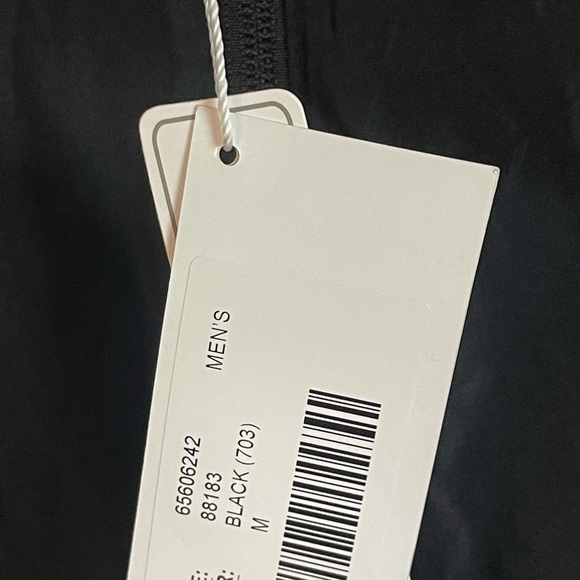 MEN'S
65606242
E: 88183
R: BLACK (703)
M